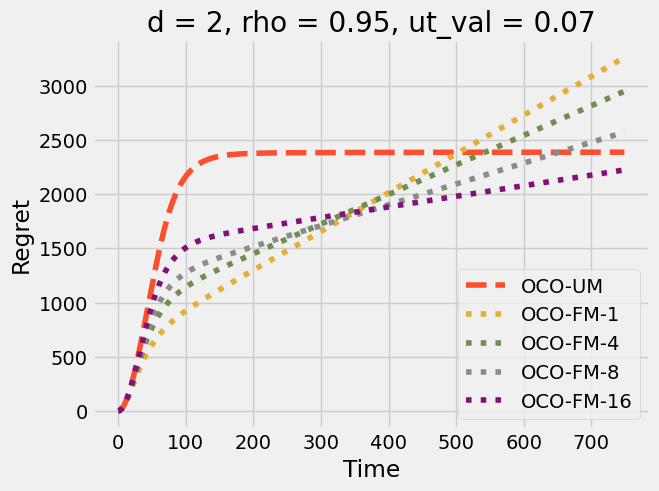 d = 2, rho = 0.95, ut_val = 0.07
Regret
3000
2500
2000
1500
1000
500
0
OCO-UM
OCO-FM-1
OCO-FM-4
OCO-FM-8
OCO-FM-16
0 100 200 300 400 500 600 700
Time